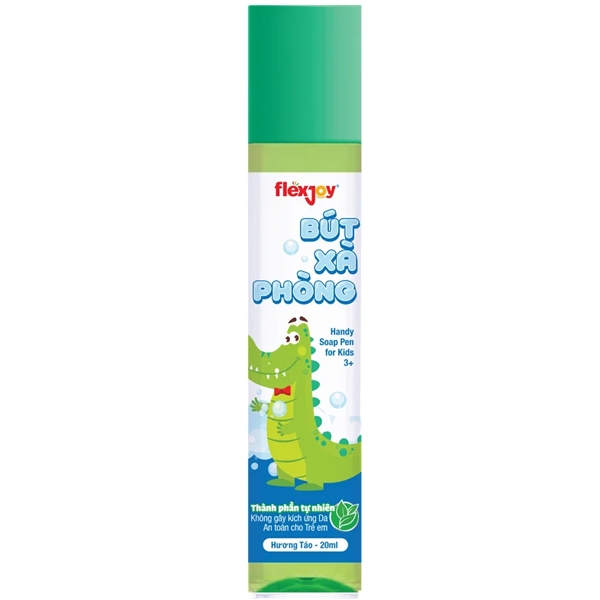 flexjoy®
BÚT
XÀ
PHÒNG
Handy
Soap Pen
for Kids
3+
Thành phần tự nhiên
Không gây kích ứng Da
An toàn cho Trẻ em
Hương Táo - 20ml